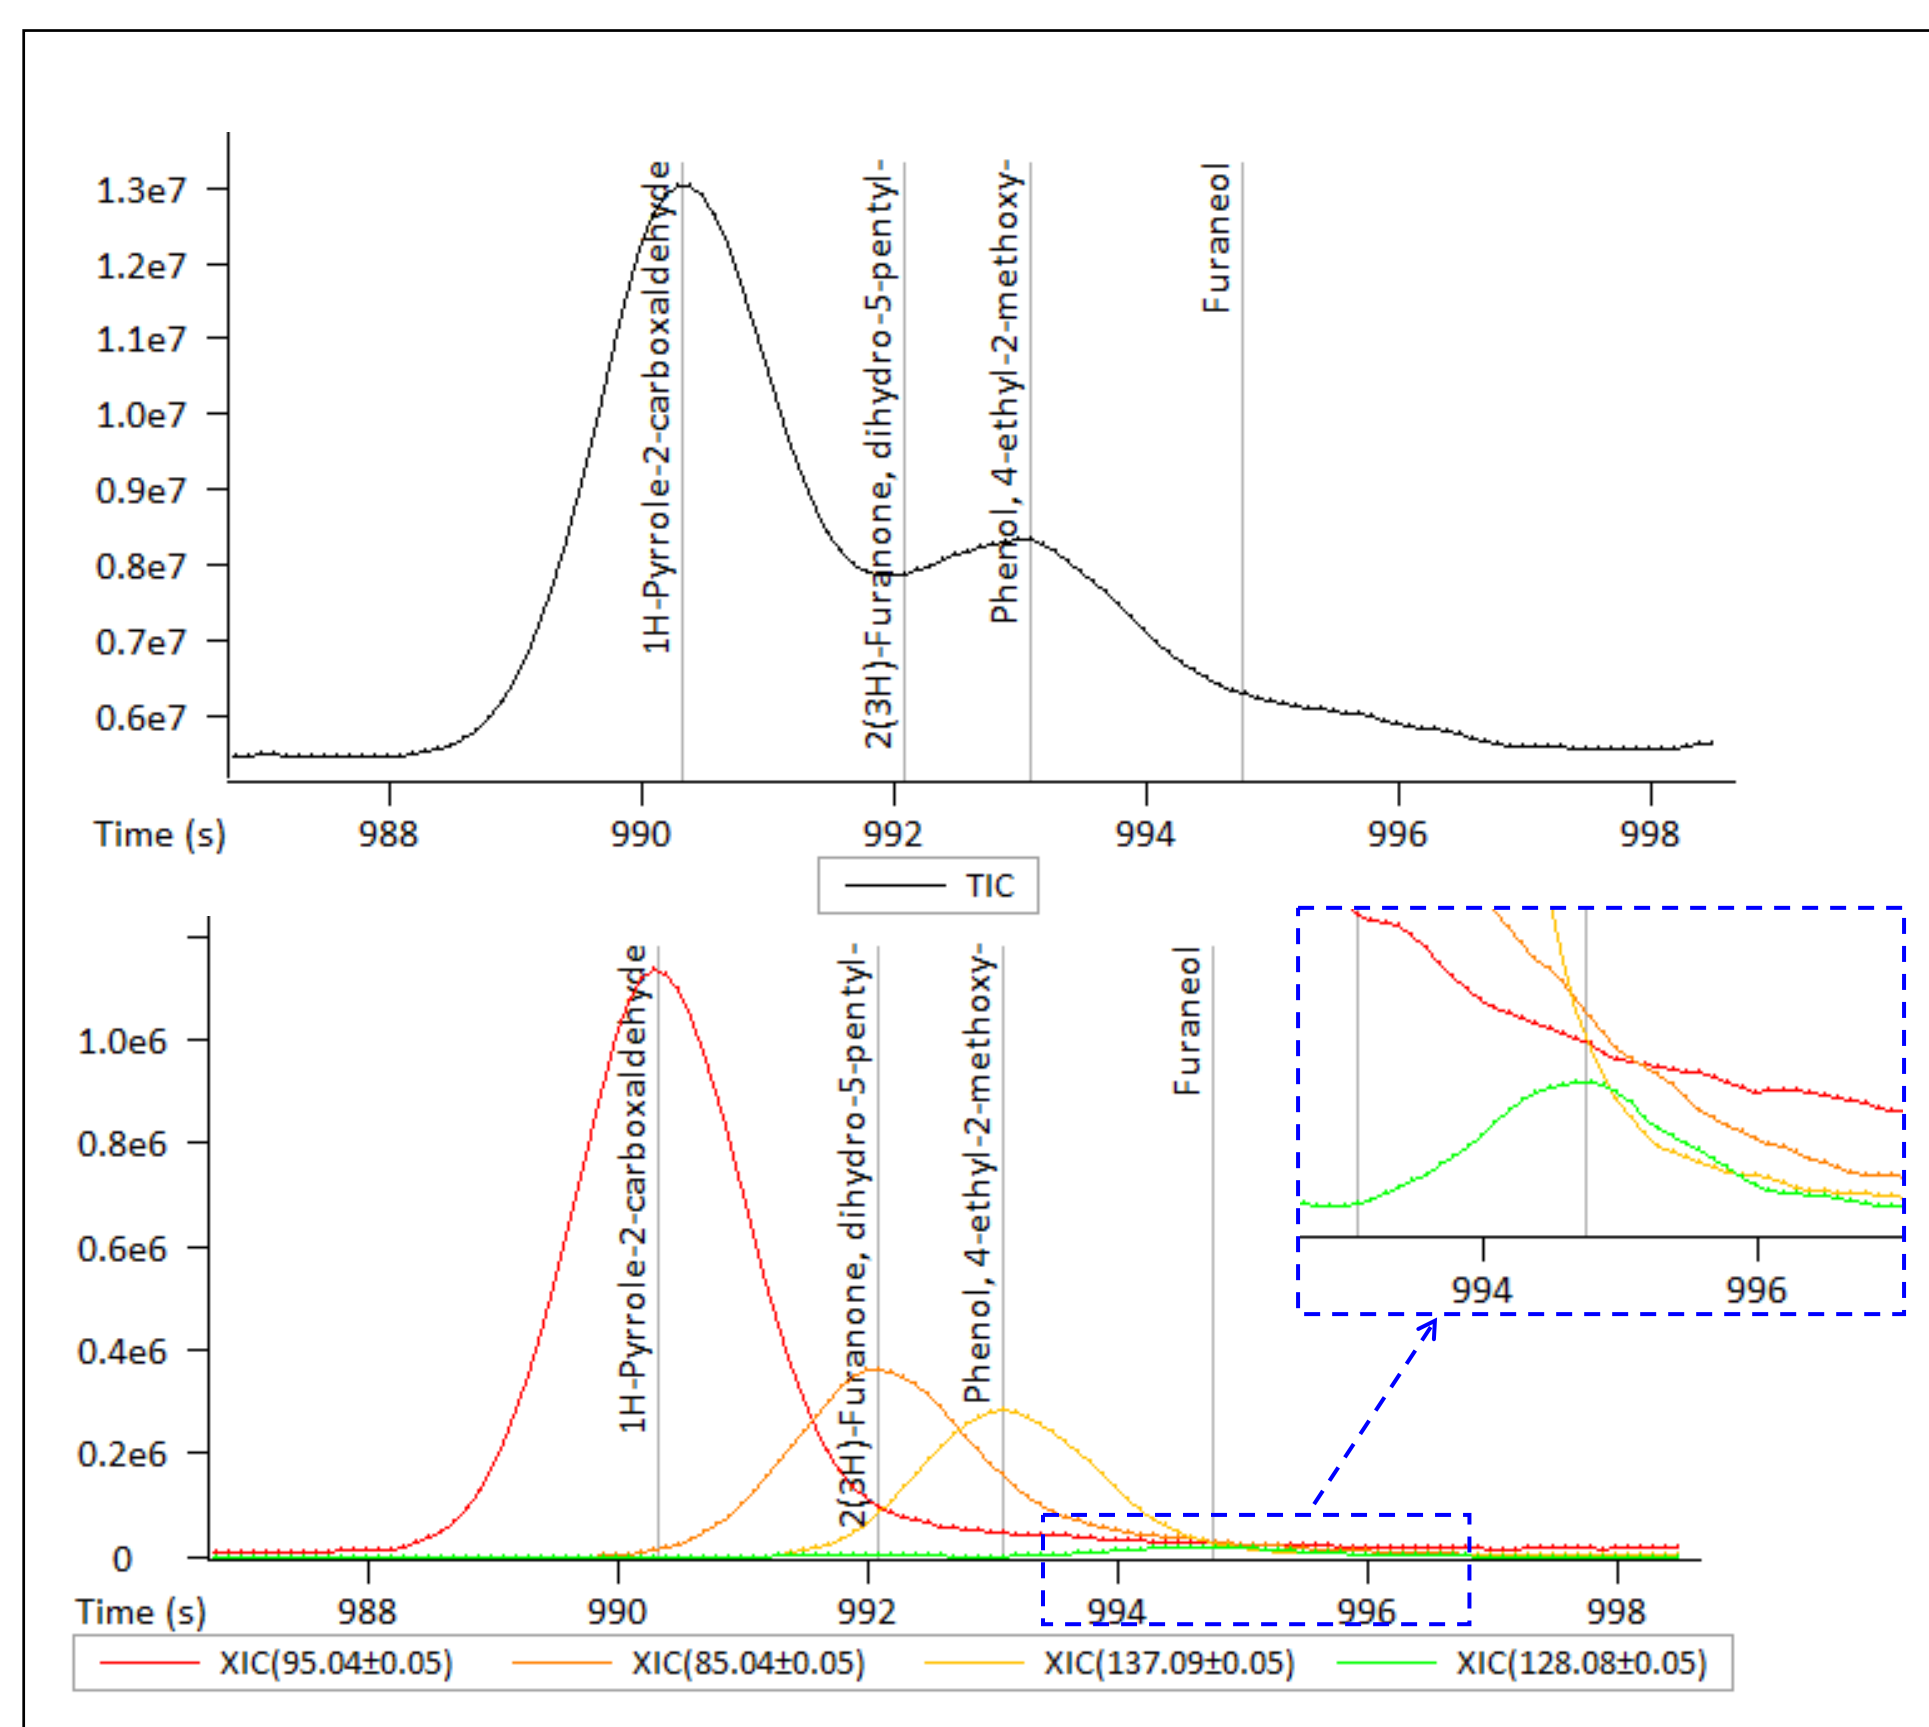 1.3e7
1.2e7
1.1e7
1.0e7
0.9e7
0.8e7
0.7e7
0.6e7
1H-Pyrrole-2-carboxaldehyde
2(3H)-Furanone, dihydro-5-pentyl-
Phenol, 4-ethyl-2-methoxy-
Furaneol
Time (s) 988 990 992 994 996 998
TIC
1.0e6
0.8e6
0.6e6
0.4e6
0.2e6
0
1H-Pyrrole-2-carboxaldehyde
2(3H)-Furanone, dihydro-5-pentyl-
Phenol, 4-ethyl-2-methoxy-
Furaneol
994 996
Time (s) 988 990 992 994 996 998
XIC(95.04±0.05) XIC(85.04±0.05) XIC(137.09±0.05) XIC(128.08±0.05)